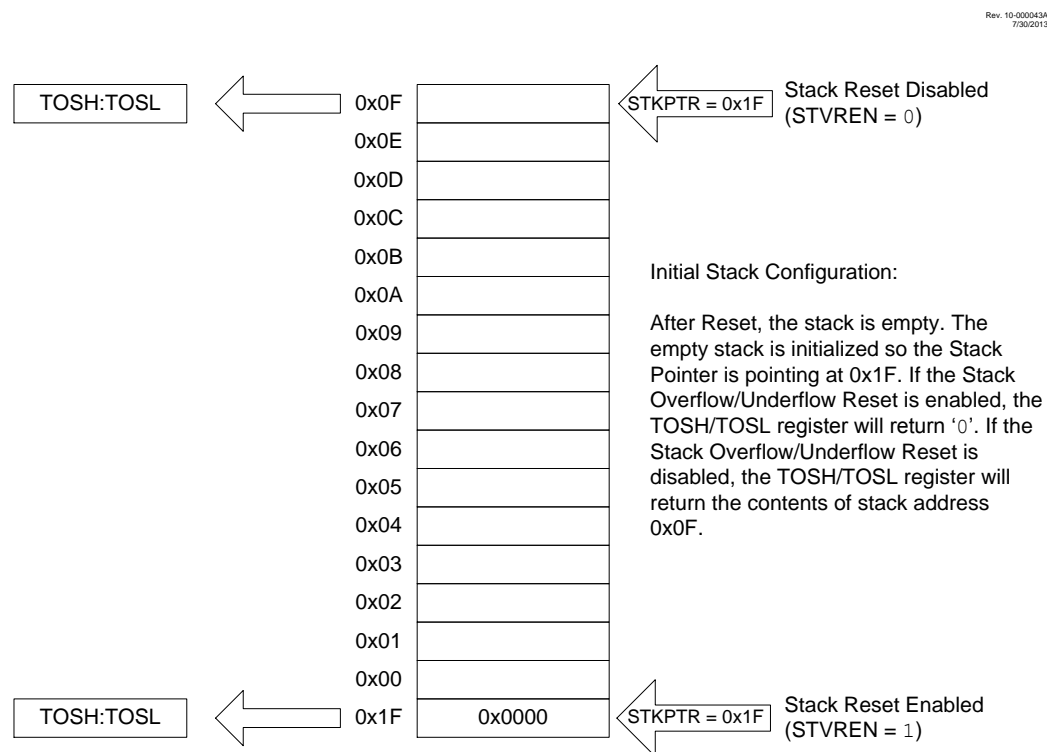 Rev. 10-000043A
7/30/2013
TOSH:TOSL
0x0F
STKPTR = 0x1F
Stack Reset Disabled
(STVREN = 0)
0x0E
0x0D
0x0C
0x0B
0x0A
0x09
0x08
0x07
0x06
0x05
0x04
0x03
0x02
0x01
0x00
Initial Stack Configuration:
After Reset, the stack is empty. The
empty stack is initialized so the Stack
Pointer is pointing at 0x1F. If the Stack
Overflow/Underflow Reset is enabled, the
TOSH/TOSL register will return ‘0’. If the
Stack Overflow/Underflow Reset is
disabled, the TOSH/TOSL register will
return the contents of stack address
0x0F.
TOSH:TOSL
0x1F
0x0000
STKPTR = 0x1F
Stack Reset Enabled
(STVREN = 1)